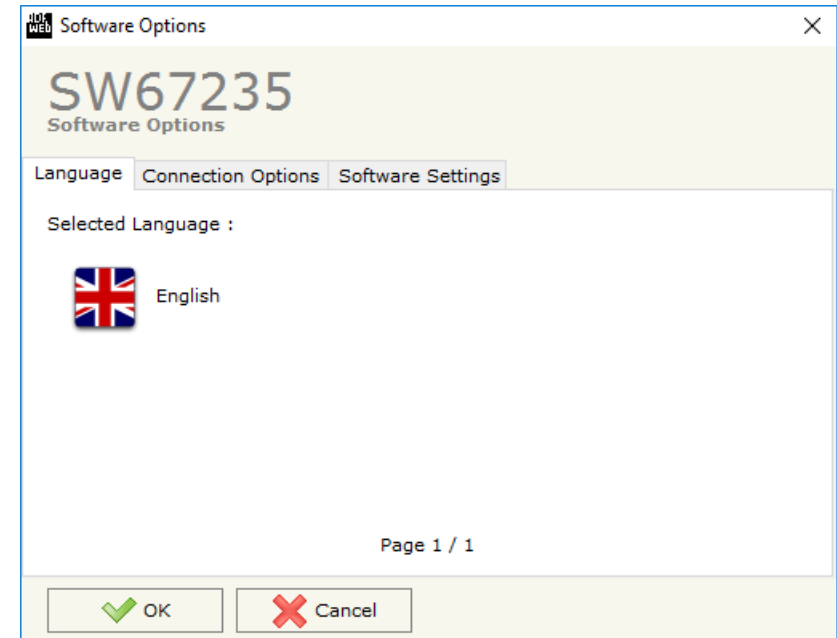 Software Options
SW67235
Software Options
Language Connection Options Software Settings
Selected Language :
English
Page 1 / 1
OK Cancel